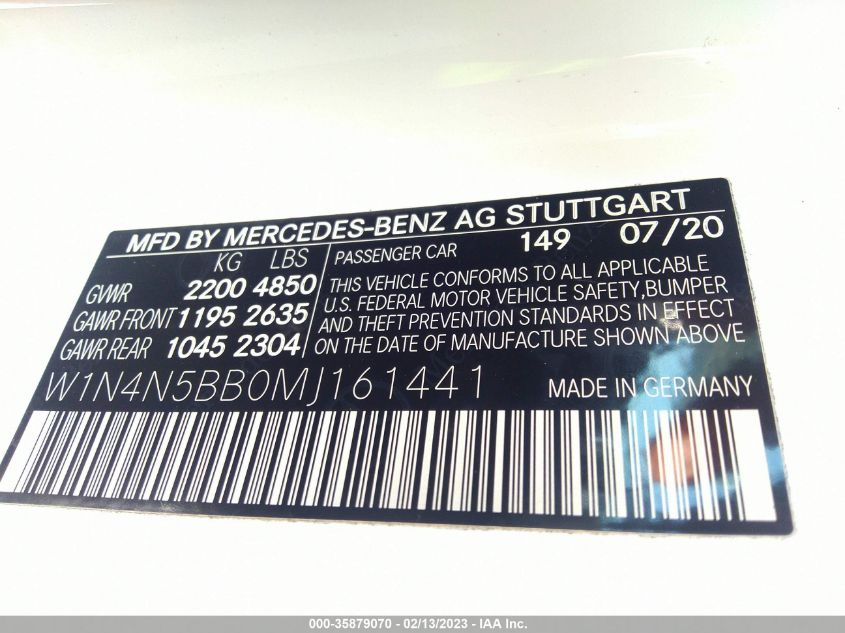 MFD BY MERCEDES-BENZ AG STUTTGART
KG LBS
GVWR 2200 4850
GAWR FRONT 1195 2635
GAWR REAR 1045 2304
PASSENGER CAR 149 07/20
THIS VEHICLE CONFORMS TO ALL APPLICABLE
U.S. FEDERAL MOTOR VEHICLE SAFETY,BUMPER
AND THEFT PREVENTION STANDARDS IN EFFECT
ON THE DATE OF MANUFACTURE SHOWN ABOVE
W1N4N5BB0MJ161441 MADE IN GERMANY
000-35879070 - 02/13/2023 - IAA Inc.